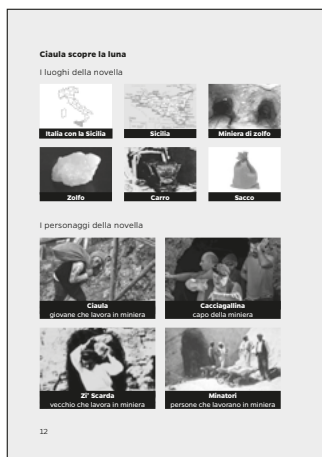 Ciaula scopre la luna
I luoghi della novella
Italia con la Sicilia
Sicilia
Miniera di zolfo
Zolfo
Carro
Sacco
I personaggi della novella
Ciaula
giovane che lavora in miniera
Cacciagallina
capo della miniera
Zi' Scarda
vecchio che lavora in miniera
Minatori
persone che lavorano in miniera
12